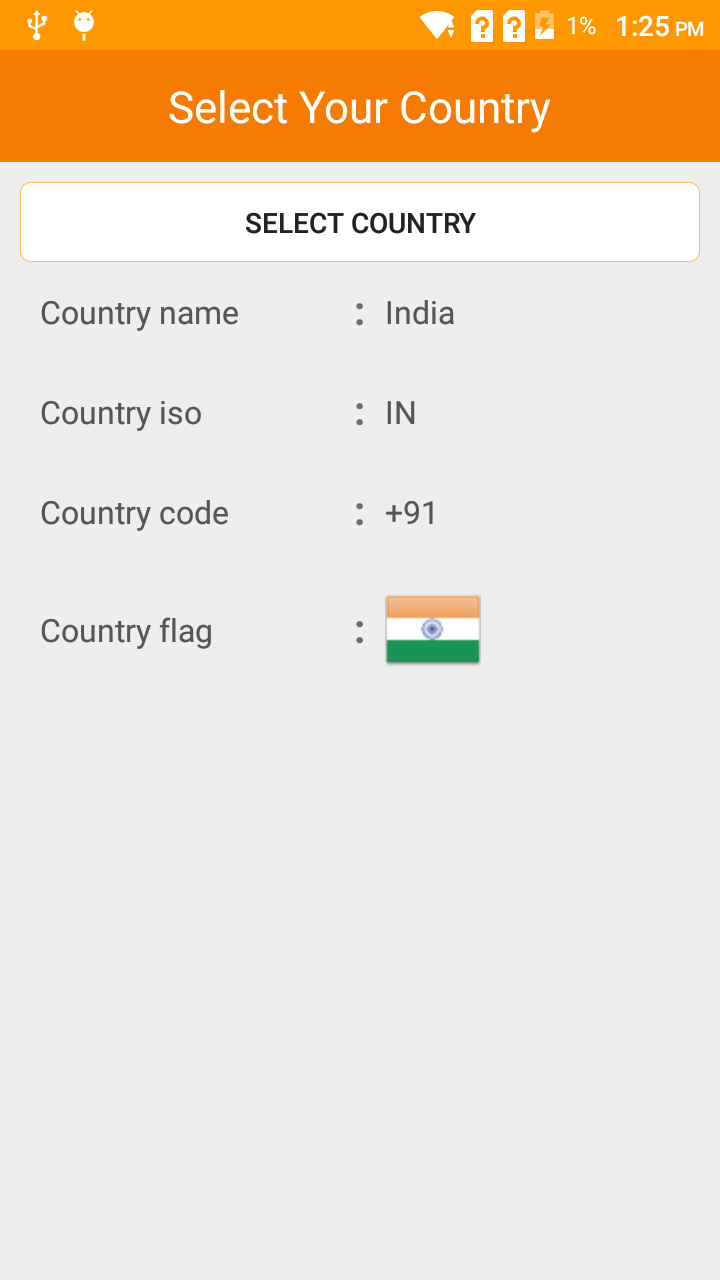 1% 1:25 PM
Select Your Country
SELECT COUNTRY
Country name : India
Country iso : IN
Country code : +91
Country flag :